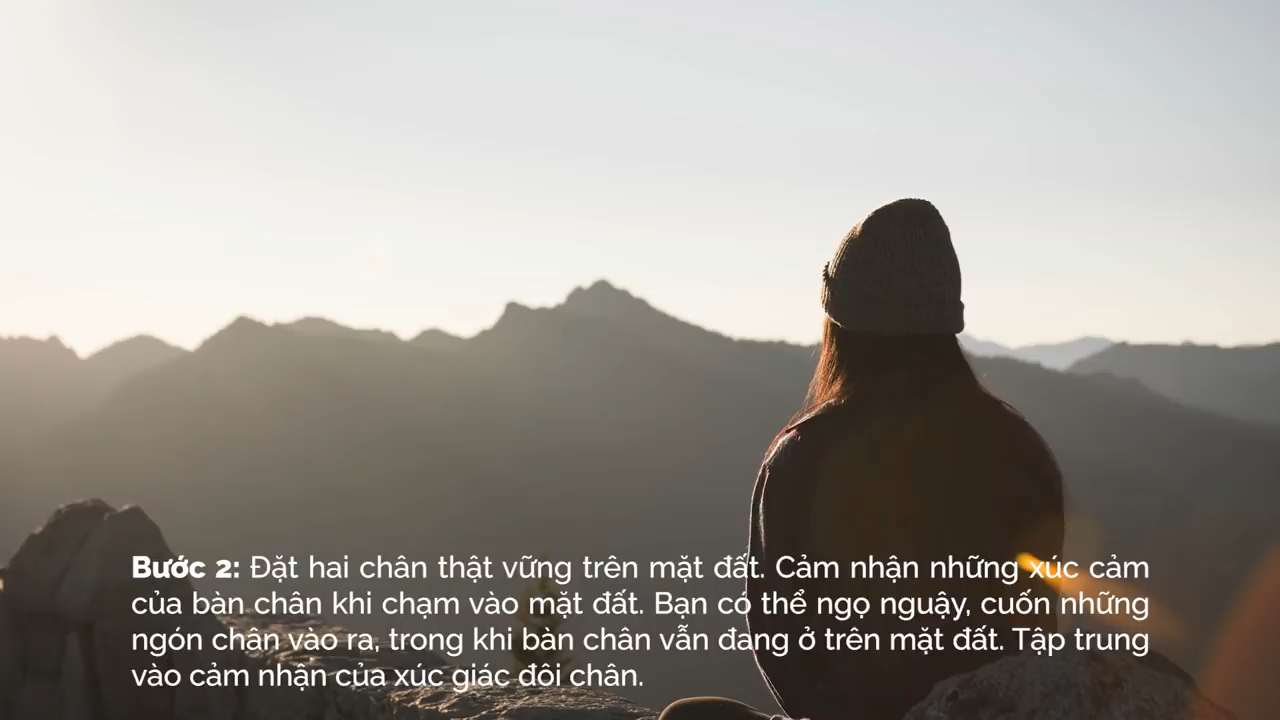 Bước 2: Đặt hai chân thật vững trên mặt đất. Cảm nhận những xúc cảm
của bàn chân khi chạm vào mặt đất. Bạn có thể ngọ nguậy, cuốn những
ngón chân vào ra, trong khi bàn chân vẫn đang ở trên mặt đất. Tập trung
vào cảm nhận của xúc giác đôi chân.